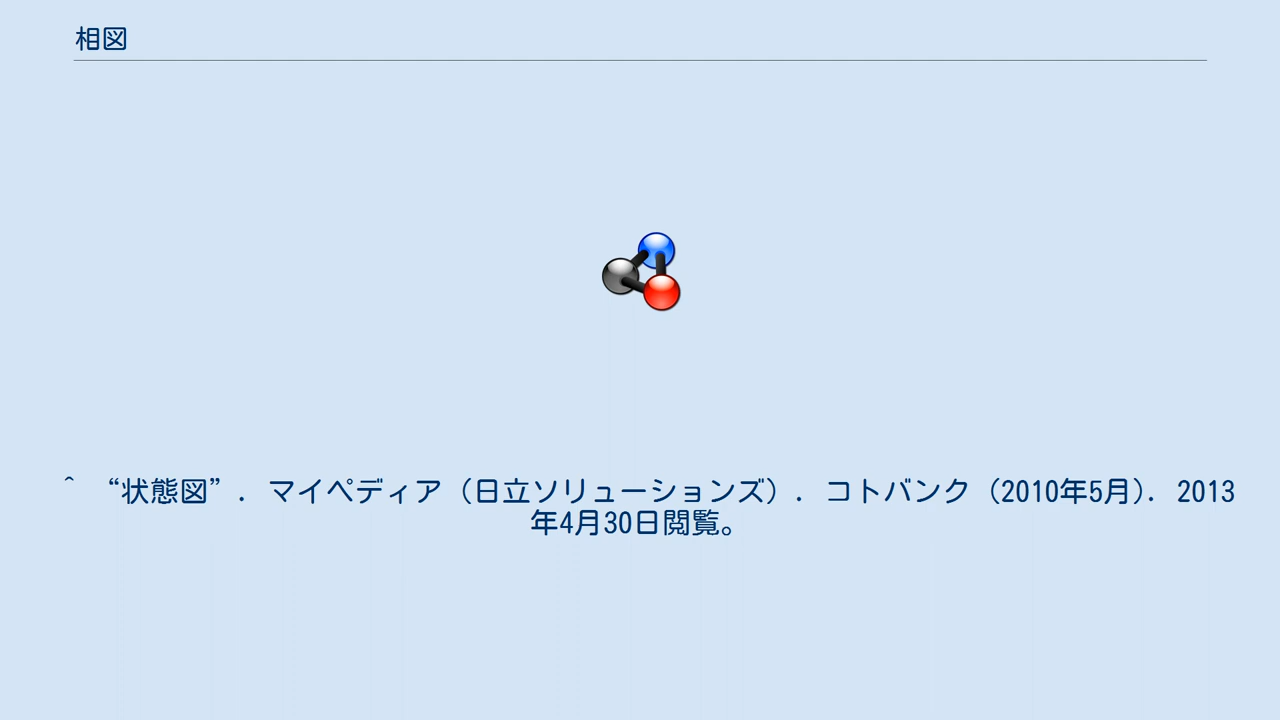 相図
^ “状態図”. マイペディア（日立ソリューションズ）. コトバンク（2010年5月）. 2013
年4月30日閲覧。